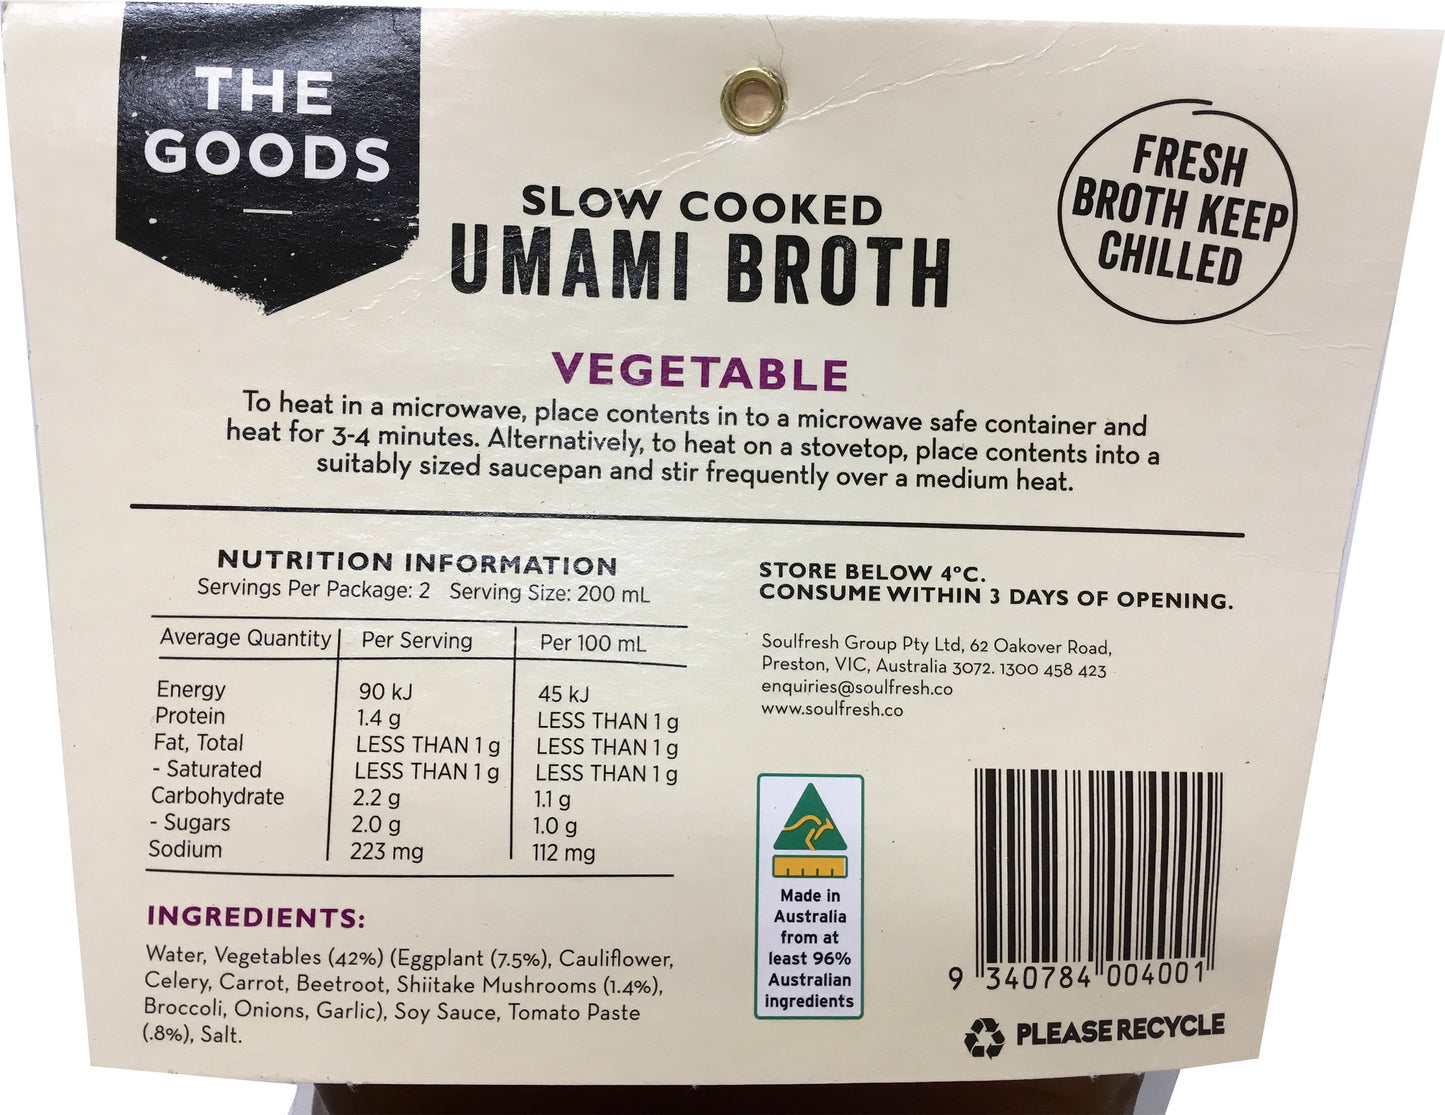 THE
GOODS
SLOW COOKED
UMAMI BROTH
FRESH
BROTH KEEP
CHILLED
VEGETABLE
To heat in a microwave, place contents in to a microwave safe container and
heat for 3-4 minutes. Alternatively, to heat on a stovetop, place contents into a
suitably sized saucepan and stir frequently over a medium heat.
NUTRITION INFORMATION
Servings Per Package: 2 Serving Size: 200 mL
Average Quantity Per Serving Per 100 mL
Energy 90 kJ 45 kJ
Protein 1.4 g LESS THAN 1 g
Fat, Total LESS THAN 1 g LESS THAN 1 g
- Saturated LESS THAN 1 g LESS THAN 1 g
Carbohydrate 2.2 g 1.1 g
- Sugars 2.0 g 1.0 g
Sodium 223 mg 112 mg
INGREDIENTS:
Water, Vegetables (42%) (Eggplant (7.5%), Cauliflower,
Celery, Carrot, Beetroot, Shiitake Mushrooms (1.4%),
Broccoli, Onions, Garlic), Soy Sauce, Tomato Paste
(.8%), Salt.
STORE BELOW 4°C.
CONSUME WITHIN 3 DAYS OF OPENING.
Soulfresh Group Pty Ltd, 62 Oakover Road,
Preston, VIC, Australia 3072. 1300 458 423
enquiries@soulfresh.co
www.soulfresh.co
Made in
Australia
from at
least 96%
Australian
ingredients
9 340784 004001
PLEASE RECYCLE